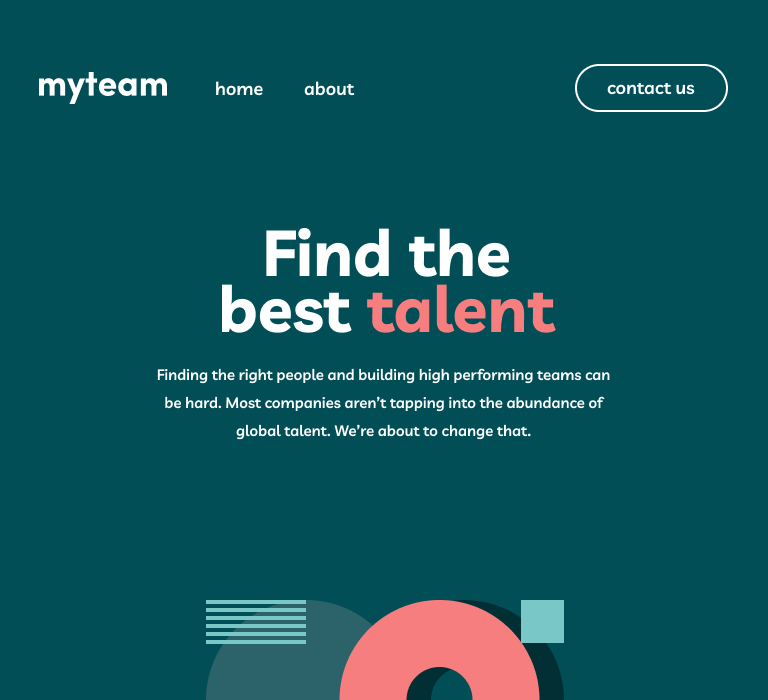 myteam
home
about
contact us
Find the
best talent
Finding the right people and building high performing teams can
be hard. Most companies aren’t tapping into the abundance of
global talent. We’re about to change that.